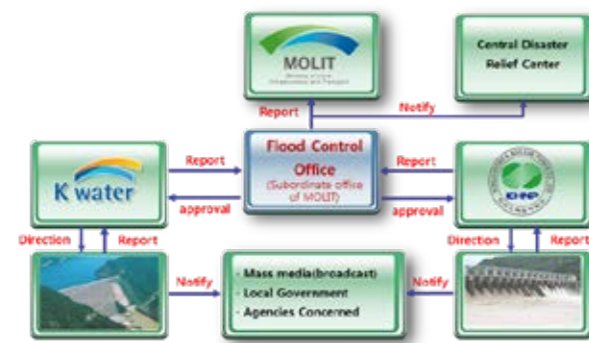 MOLIT
Central Disaster
Relief Center
Report
Notify
Flood Control
Office
(Subordinate office
of MOLIT)
Report
Report
K water
KHNP
approval
approval
Direction
Report
Direction
Report
Notify
- Mass media(broadcast)
- Local Government
- Agencies Concerned
Notify